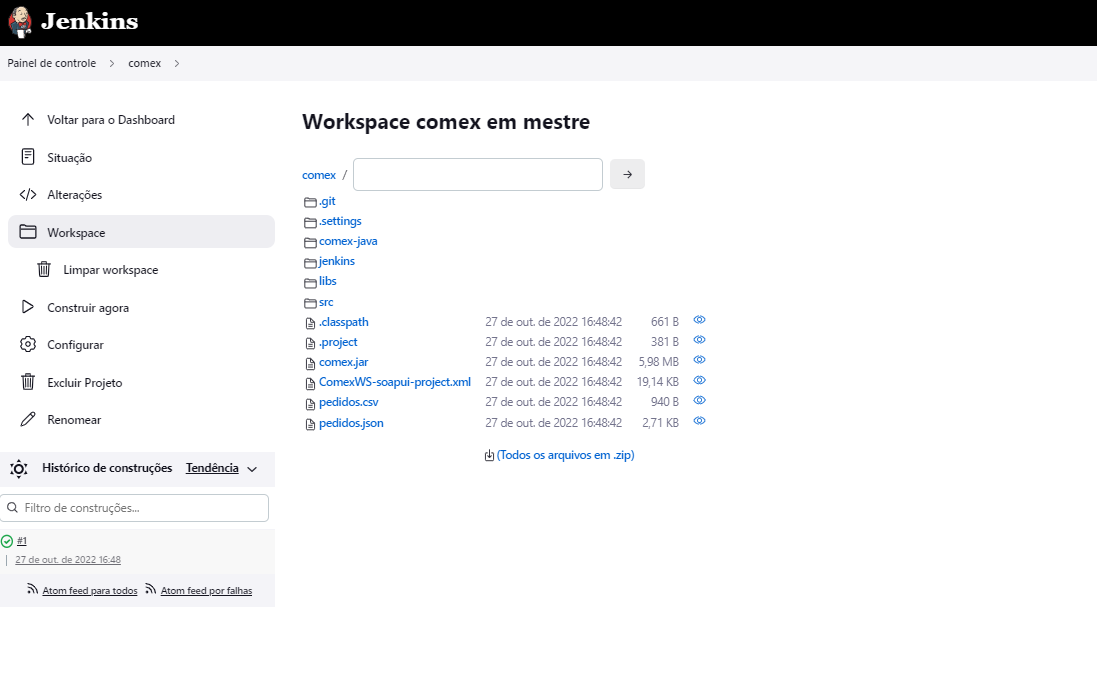 Jenkins
Painel de controle > comex >
Voltar para o Dashboard
Situação
Alterações
Workspace
Limpar workspace
Construir agora
Configurar
Excluir Projeto
Renomear
Histórico de construções Tendência
Filtro de construções...
#1
27 de out. de 2022 16:48
Atom feed para todos Atom feed por falhas
Workspace comex em mestre
comex /
.git
.settings
comex-java
jenkins
libs
src
.classpath 27 de out. de 2022 16:48:42 661 B
.project 27 de out. de 2022 16:48:42 381 B
comex.jar 27 de out. de 2022 16:48:42 5,98 MB
ComexWS-soapui-project.xml 27 de out. de 2022 16:48:42 19,14 KB
pedidos.csv 27 de out. de 2022 16:48:42 940 B
pedidos.json 27 de out. de 2022 16:48:42 2,71 KB
(Todos os arquivos em .zip)